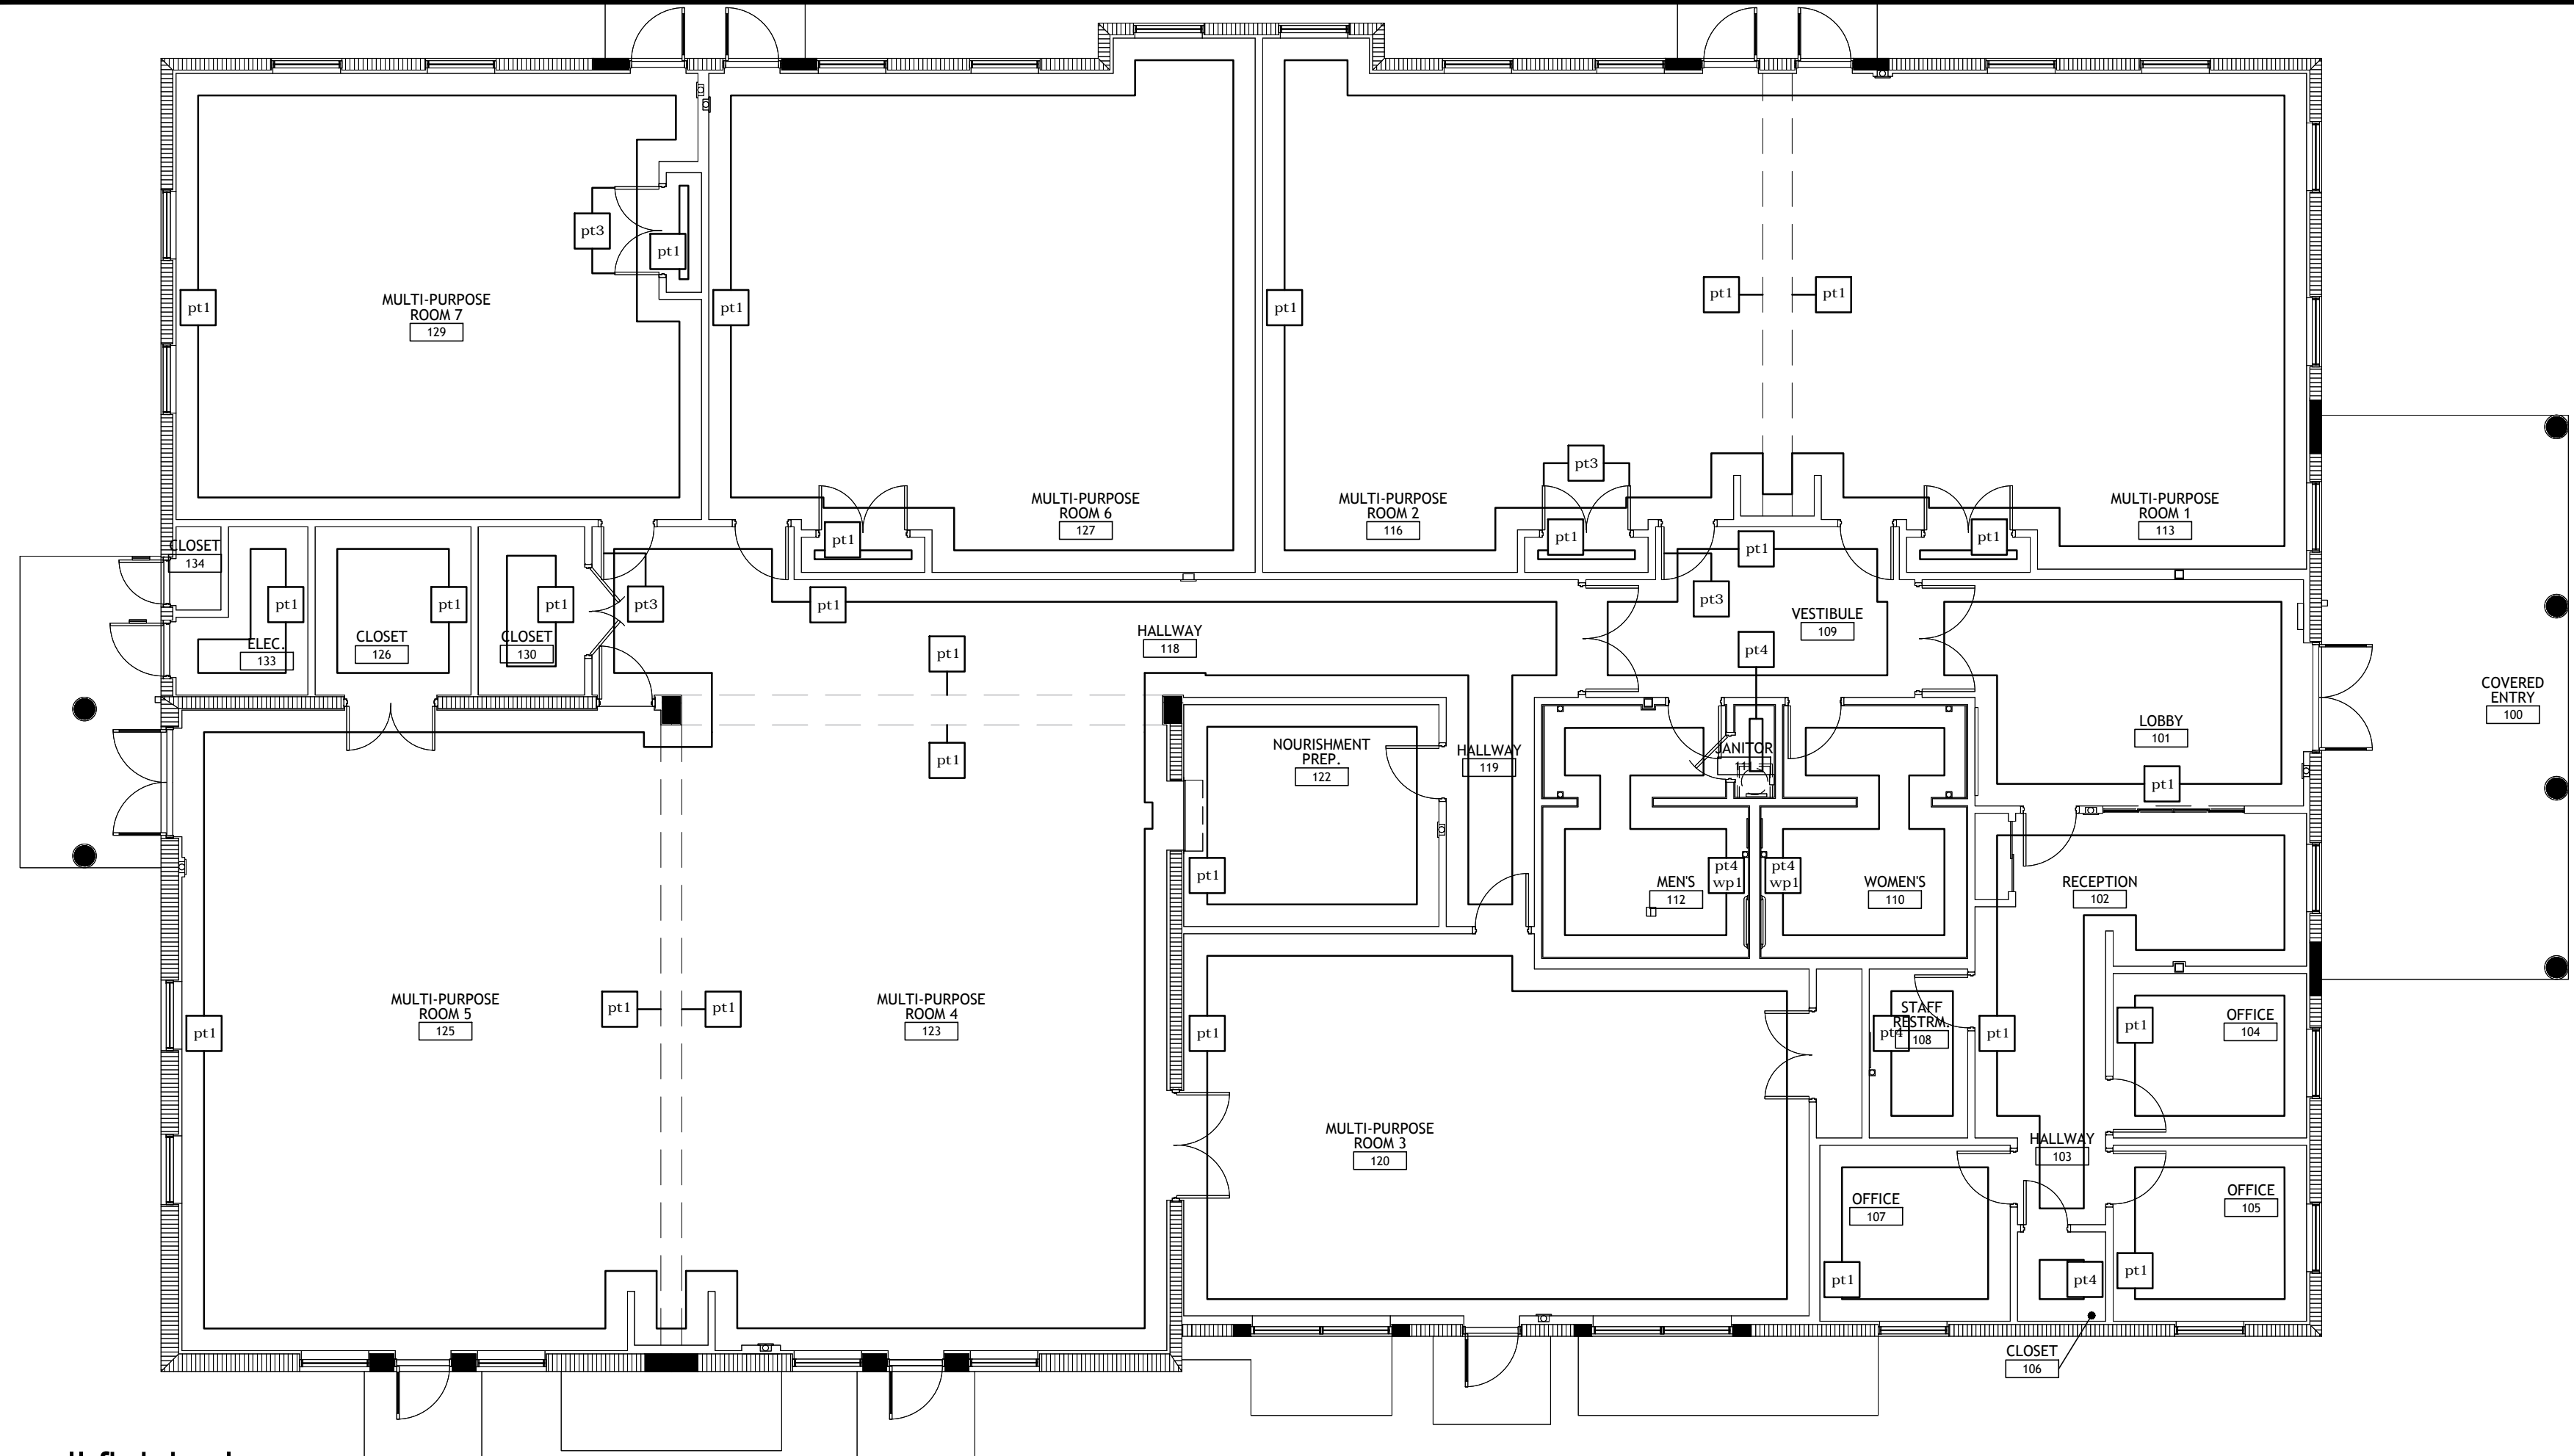 pt3
pt1
pt1
MULTI-PURPOSE
ROOM 7
129
pt1
pt1
pt1
pt1
pt3
MULTI-PURPOSE
ROOM 6
127
MULTI-PURPOSE
ROOM 2
116
MULTI-PURPOSE
ROOM 1
113
pt1
pt1
pt1
pt1
CLOSET
134
pt1
pt1
pt1
pt3
pt1
pt3
ELEC.
133
CLOSET
126
CLOSET
130
HALLWAY
118
VESTIBULE
109
pt1
pt4
COVERED
ENTRY
100
LOBBY
101
pt1
pt1
NOURISHMENT
PREP.
122
HALLWAY
119
JANITOR
pt1
pt4
wp1
pt4
wp1
MEN'S
112
WOMEN'S
110
RECEPTION
102
MULTI-PURPOSE
ROOM 5
125
pt1
pt1
pt1
MULTI-PURPOSE
ROOM 4
123
pt1
STAFF
RESTRM.
108
pt4
pt1
pt1
OFFICE
104
MULTI-PURPOSE
ROOM 3
120
HALLWAY
103
OFFICE
107
OFFICE
105
pt1
pt4
pt1
CLOSET
106